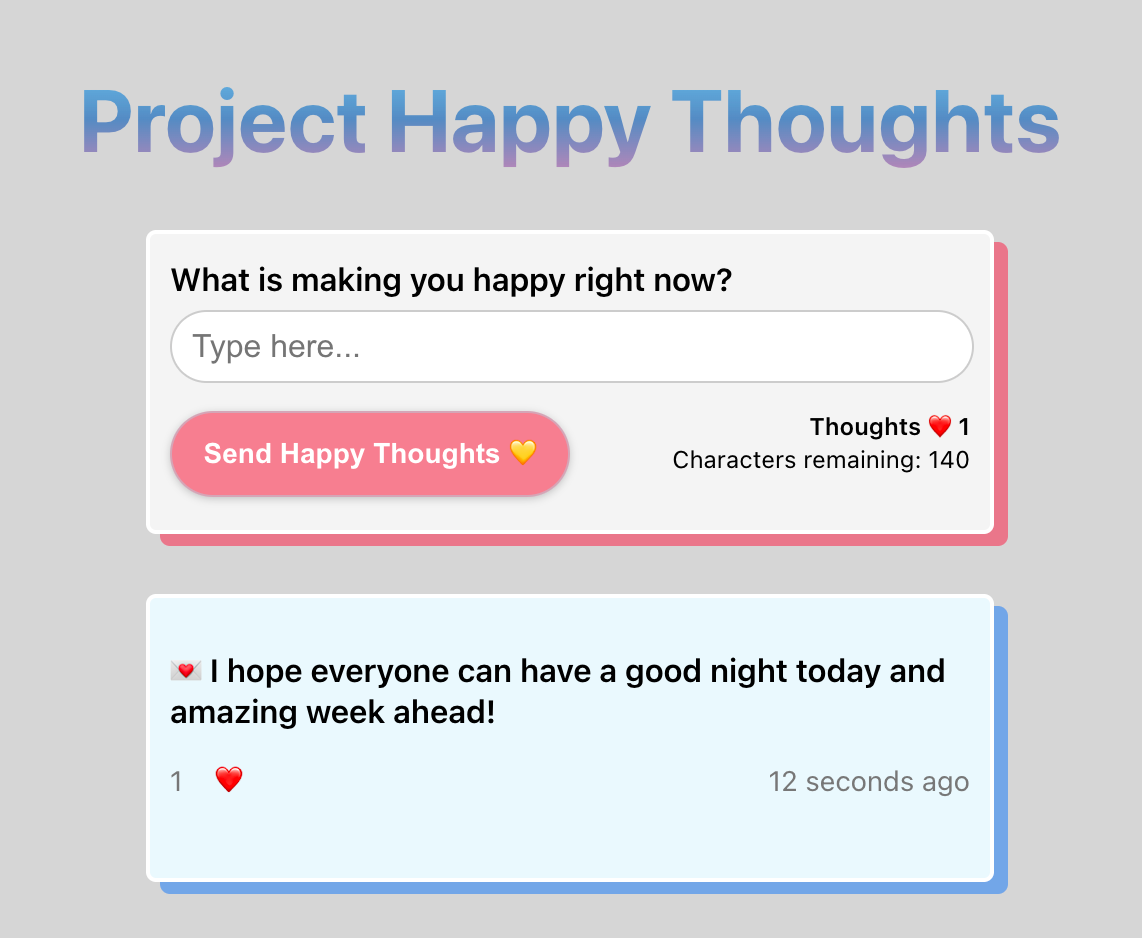 Project Happy Thoughts
What is making you happy right now?
Type here...
Send Happy Thoughts 💛
Thoughts ❤️ 1
Characters remaining: 140
💌 I hope everyone can have a good night today and
amazing week ahead!
1 ❤️
12 seconds ago